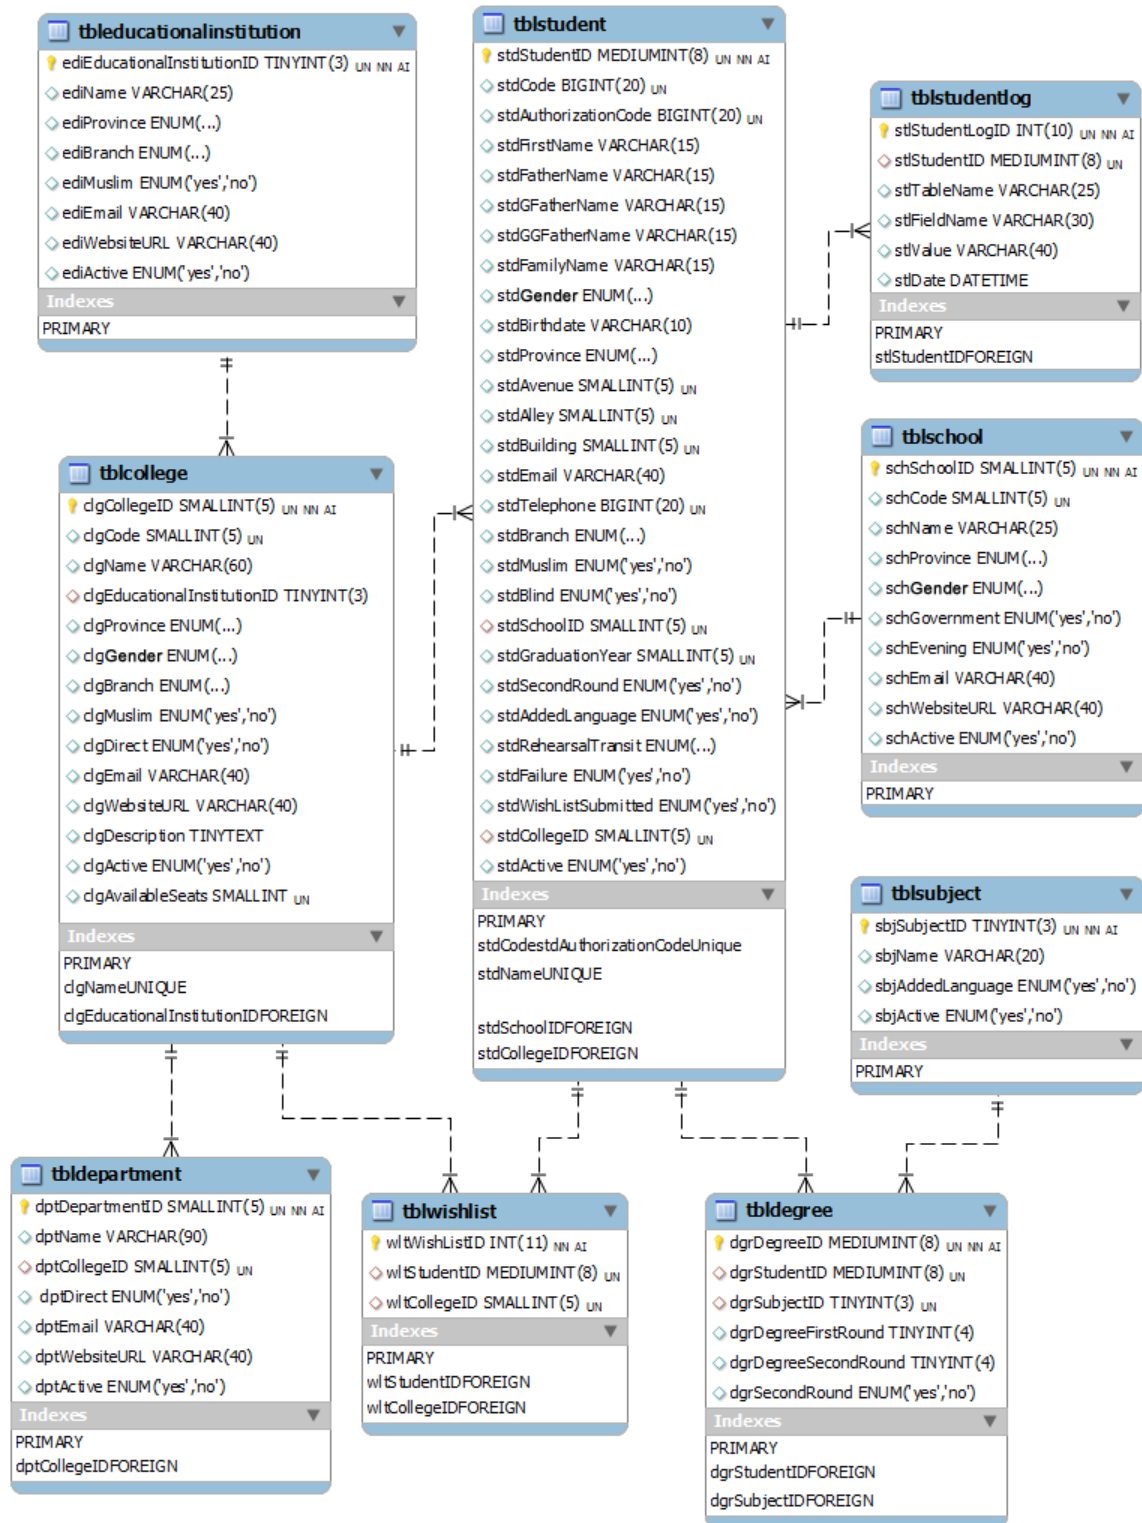 tbleducationalinstitution
ediEducationalInstitutionID TINYINT(3) UN NN AI
ediName VARCHAR(25)
ediProvince ENUM(...)
ediBranch ENUM(...)
ediMuslim ENUM('yes','no')
ediEmail VARCHAR(40)
ediWebsiteURL VARCHAR(40)
ediActive ENUM('yes','no')
Indexes
PRIMARY
tblstudent
stdStudentID MEDIUMINT(8) UN NN AI
stdCode BIGINT(20) UN
stdAuthorizationCode BIGINT(20) UN
stdFirstName VARCHAR(15)
stdFatherName VARCHAR(15)
stdGFatherName VARCHAR(15)
stdGGFatherName VARCHAR(15)
stdFamilyName VARCHAR(15)
stdGender ENUM(...)
stdBirthdate VARCHAR(10)
stdProvince ENUM(...)
stdAvenue SMALLINT(5) UN
stdAlley SMALLINT(5) UN
stdBuilding SMALLINT(5) UN
stdEmail VARCHAR(40)
stdTelephone BIGINT(20) UN
stdBranch ENUM(...)
stdMuslim ENUM('yes','no')
stdBlind ENUM('yes','no')
stdSchoolID SMALLINT(5) UN
stdGraduationYear SMALLINT(5) UN
stdSecondRound ENUM('yes','no')
stdAddedLanguage ENUM('yes','no')
stdRehearsalTransit ENUM(...)
stdFailure ENUM('yes','no')
stdWishListSubmitted ENUM('yes','no')
stdCollegeID SMALLINT(5) UN
stdActive ENUM('yes','no')
Indexes
PRIMARY
stdCodestdAuthorizationCodeUnique
stdNameUNIQUE
stdSchoolIDFOREIGN
stdCollegeIDFOREIGN
tblstudentlog
stlStudentLogID INT(10) UN NN AI
stlStudentID MEDIUMINT(8) UN
stlTableName VARCHAR(25)
stlFieldName VARCHAR(30)
stlValue VARCHAR(40)
stlDate DATETIME
Indexes
PRIMARY
stlStudentIDFOREIGN
tblschool
schSchoolID SMALLINT(5) UN NN AI
schCode SMALLINT(5) UN
schName VARCHAR(25)
schProvince ENUM(...)
schGender ENUM(...)
schGovernment ENUM('yes','no')
schEvening ENUM('yes','no')
schEmail VARCHAR(40)
schWebsiteURL VARCHAR(40)
schActive ENUM('yes','no')
Indexes
PRIMARY
tblcollege
clgCollegeID SMALLINT(5) UN NN AI
clgCode SMALLINT(5) UN
clgName VARCHAR(60)
clgEducationalInstitutionID TINYINT(3)
clgProvince ENUM(...)
clgGender ENUM(...)
clgBranch ENUM(...)
clgMuslim ENUM('yes','no')
clgDirect ENUM('yes','no')
clgEmail VARCHAR(40)
clgWebsiteURL VARCHAR(40)
clgDescription TINYTEXT
clgActive ENUM('yes','no')
clgAvailableSeats SMALLINT UN
Indexes
PRIMARY
clgNameUNIQUE
clgEducationalInstitutionIDFOREIGN
tblsubject
sbjSubjectID TINYINT(3) UN NN AI
sbjName VARCHAR(20)
sbjAddedLanguage ENUM('yes','no')
sbjActive ENUM('yes','no')
Indexes
PRIMARY
tbldepartment
dptDepartmentID SMALLINT(5) UN NN AI
dptName VARCHAR(90)
dptCollegeID SMALLINT(5) UN
dptDirect ENUM('yes','no')
dptEmail VARCHAR(40)
dptWebsiteURL VARCHAR(40)
dptActive ENUM('yes','no')
Indexes
PRIMARY
dptCollegeIDFOREIGN
tblwishlist
wltWishListID INT(11) NN AI
wltStudentID MEDIUMINT(8) UN
wltCollegeID SMALLINT(5) UN
Indexes
PRIMARY
wltStudentIDFOREIGN
wltCollegeIDFOREIGN
tbldegree
dgrDegreeID MEDIUMINT(8) UN NN AI
dgrStudentID MEDIUMINT(8) UN
dgrSubjectID TINYINT(3) UN
dgrDegreeFirstRound TINYINT(4)
dgrDegreeSecondRound TINYINT(4)
dgrSecondRound ENUM('yes','no')
Indexes
PRIMARY
dgrStudentIDFOREIGN
dgrSubjectIDFOREIGN